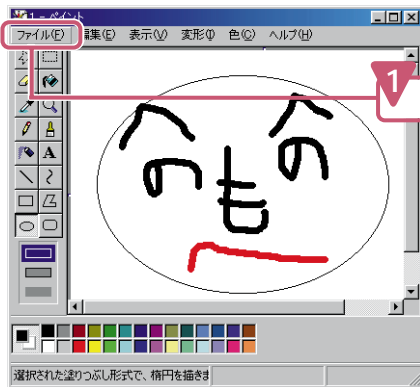 1 - ペイント
ファイル(F) 編集(E) 表示(V) 変形(I) 色(C) ヘルプ(H)
1
A
へ へ
の の
も
へ
選択された塗りつぶし形式で、楕円を描きま